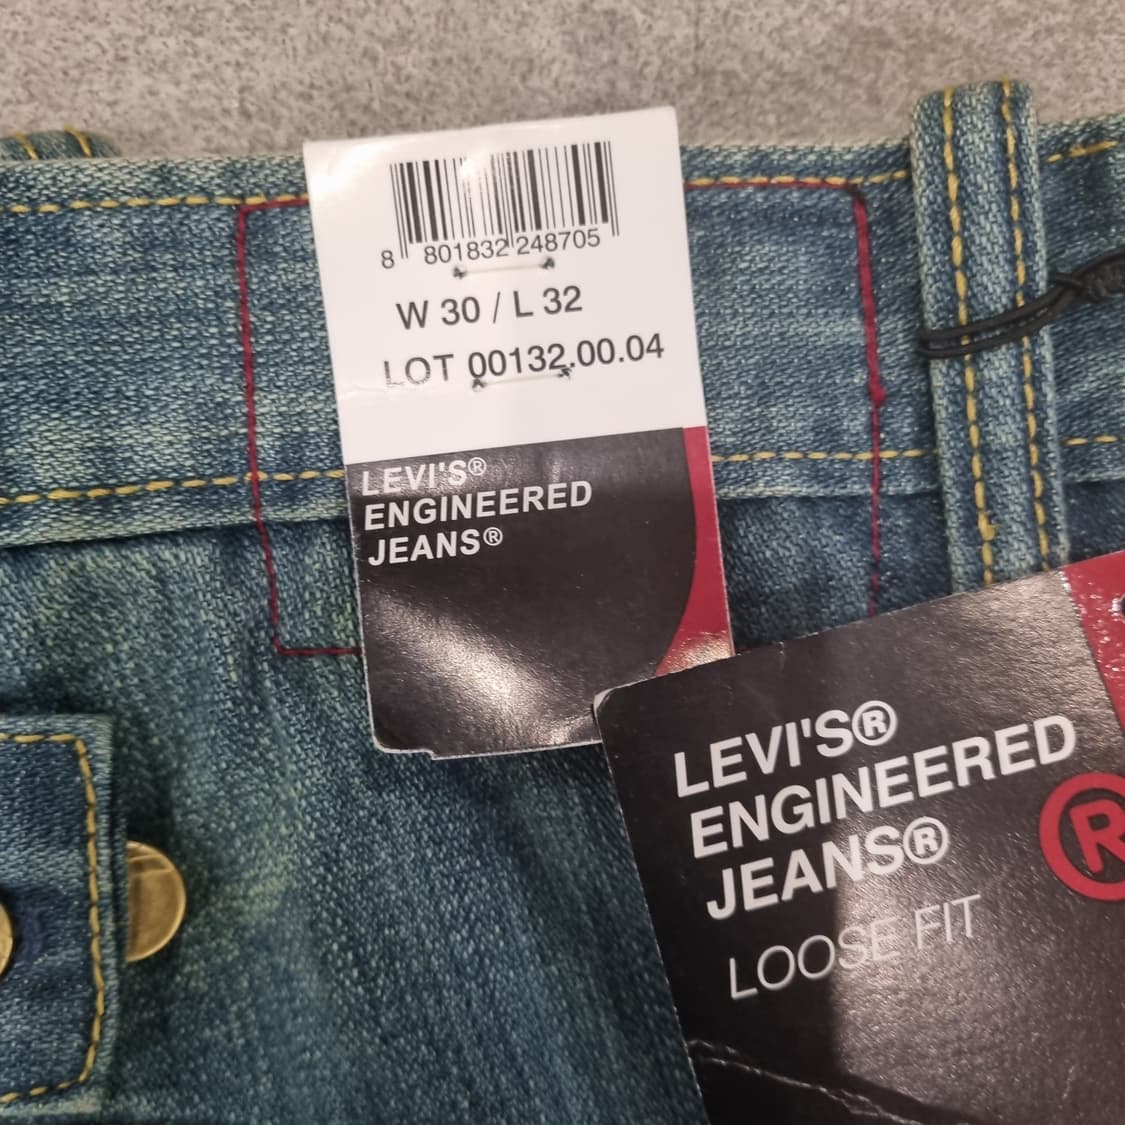 8 801832 248705
W 30 / L 32
LOT 00132.00.04
LEVI'S®
ENGINEERED
JEANS®
LEVI'S®
ENGINEERED
JEANS®
LOOSE FIT
®